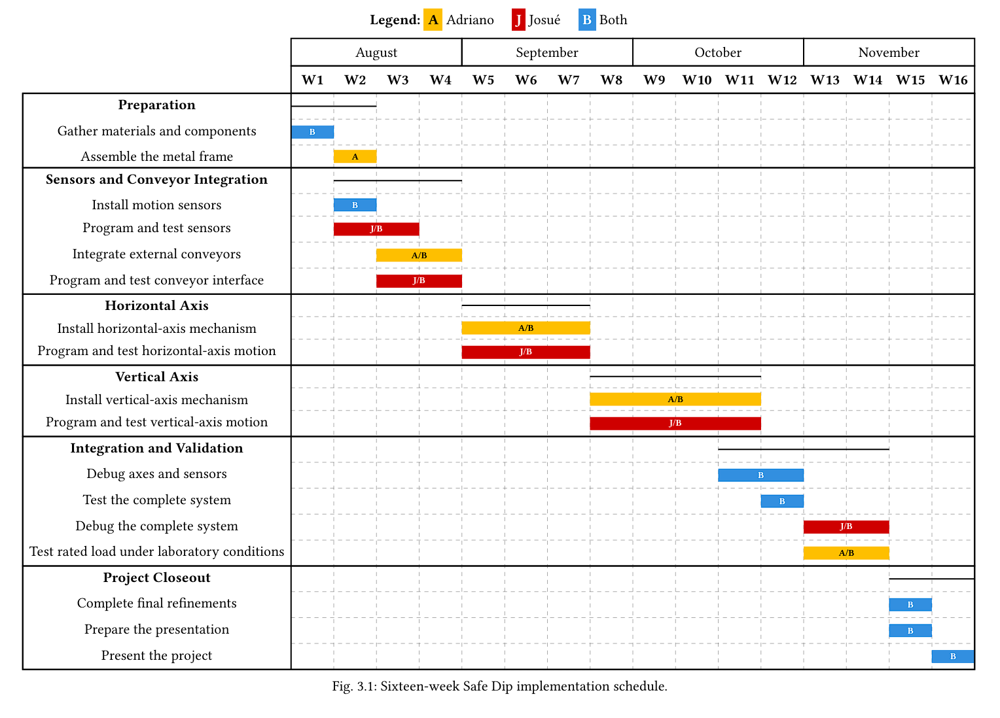 Legend: A Adriano J Josué B Both
August September October November
W1 W2 W3 W4 W5 W6 W7 W8 W9 W10 W11 W12 W13 W14 W15 W16
Preparation
Gather materials and components B
Assemble the metal frame A
Sensors and Conveyor Integration
Install motion sensors B
Program and test sensors J/B
Integrate external conveyors A/B
Program and test conveyor interface J/B
Horizontal Axis
Install horizontal-axis mechanism A/B
Program and test horizontal-axis motion J/B
Vertical Axis
Install vertical-axis mechanism A/B
Program and test vertical-axis motion J/B
Integration and Validation
Debug axes and sensors B
Test the complete system B
Debug the complete system J/B
Test rated load under laboratory conditions A/B
Project Closeout
Complete final refinements B
Prepare the presentation B
Present the project B
Fig. 3.1: Sixteen-week Safe Dip implementation schedule.